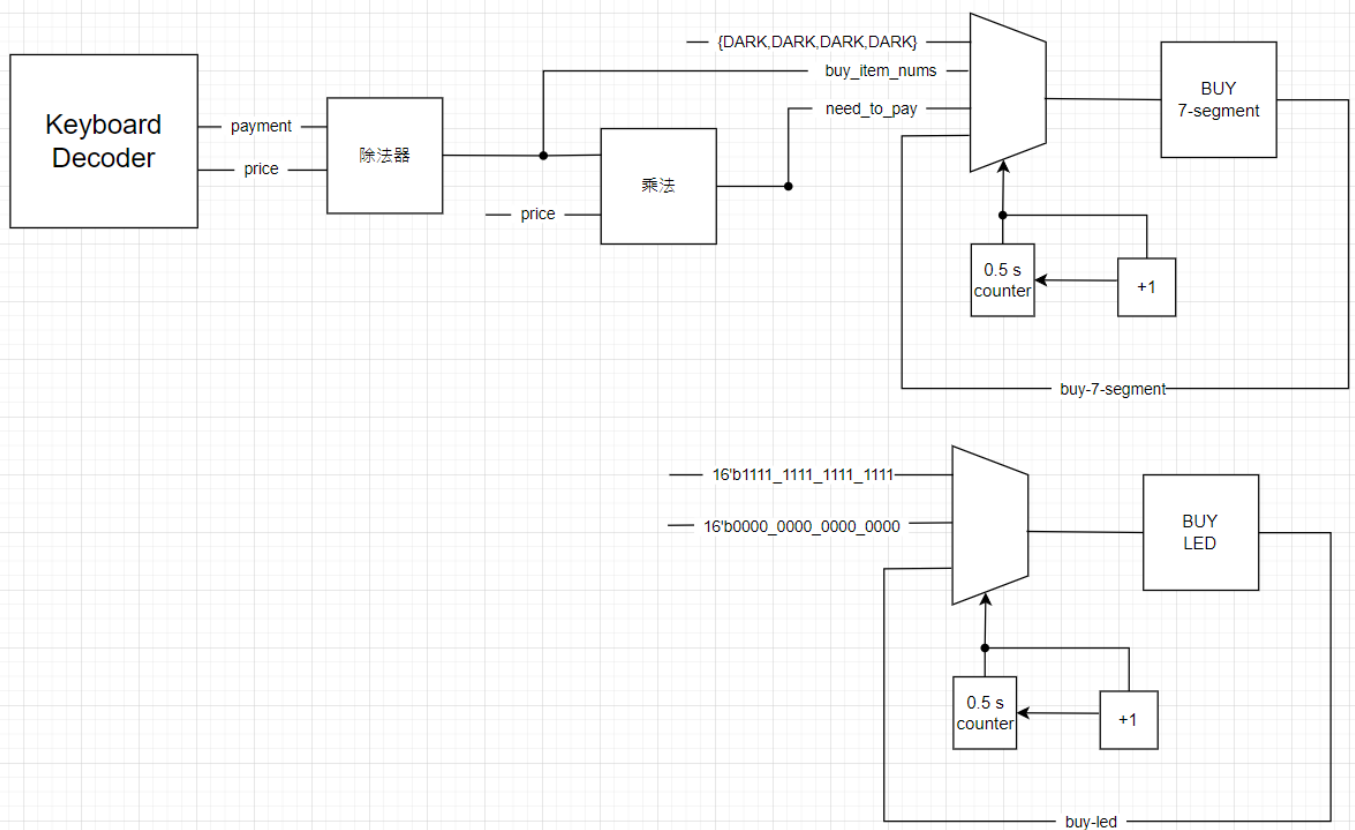 {DARK,DARK,DARK,DARK}
buy_item_nums
need_to_pay
BUY
7-segment
Keyboard
Decoder
payment
price
除法器
乘法
price
0.5 s
counter
+1
buy-7-segment
16'b1111_1111_1111_1111
16'b0000_0000_0000_0000
BUY
LED
0.5 s
counter
+1
buy-led